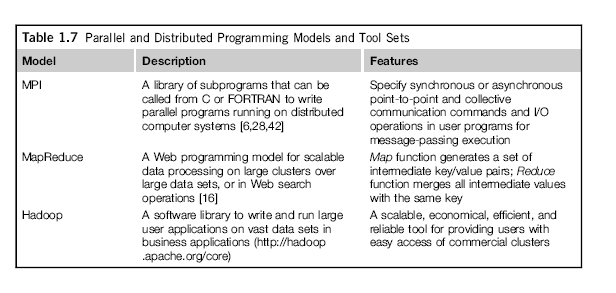 Table 1.7 Parallel and Distributed Programming Models and Tool Sets
Model Description Features
MPI A library of subprograms that can be Specify synchronous or asynchronous
called from C or FORTRAN to write point-to-point and collective
parallel programs running on distributed communication commands and I/O
computer systems [6,28,42] operations in user programs for
message-passing execution
MapReduce A Web programming model for scalable Map function generates a set of
data processing on large clusters over intermediate key/value pairs; Reduce
large data sets, or in Web search function merges all intermediate values
operations [16] with the same key
Hadoop A software library to write and run large A scalable, economical, efficient, and
user applications on vast data sets in reliable tool for providing users with
business applications (http://hadoop easy access of commercial clusters
.apache.org/core)